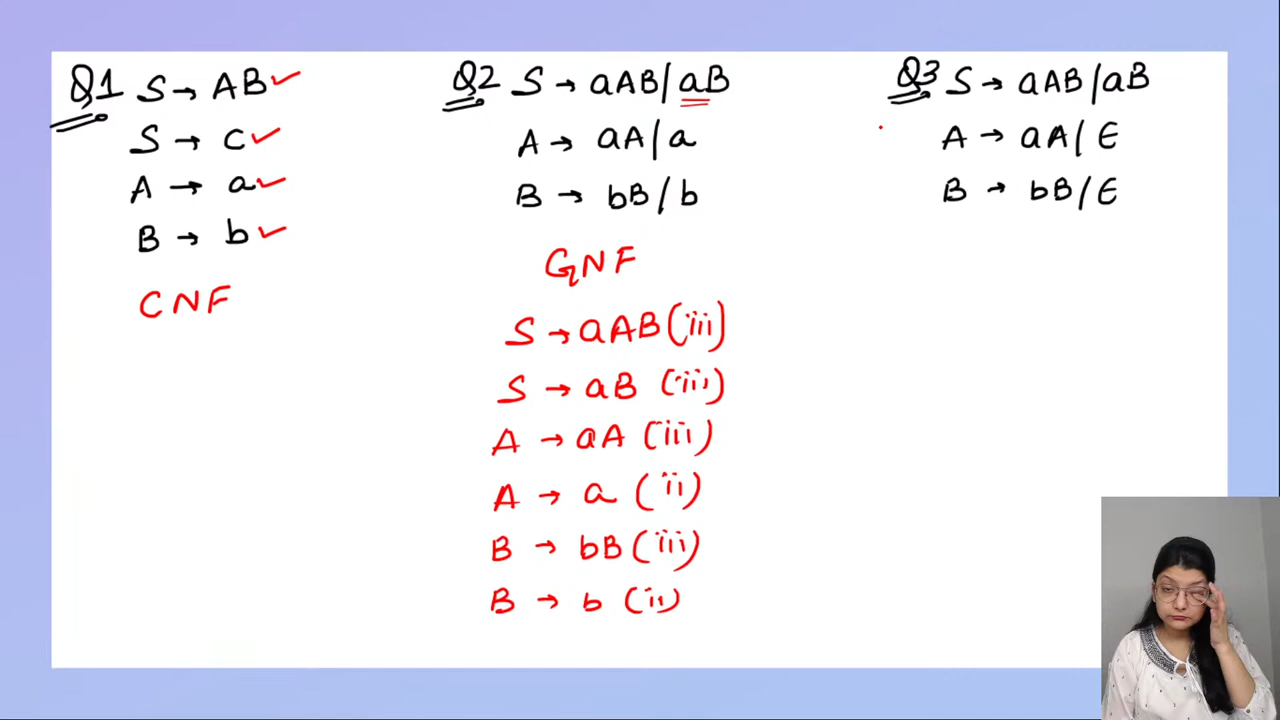 Q1 S → AB
S → c
A → a
B → b
CNF
Q2 S → aAB/aB
A → aA/a
B → bB/b
GNF
S → aAB (iii)
S → aB (iii)
A → aA (iii)
A → a (ii)
B → bB (iii)
B → b (ii)
Q3 S → aAB/aB
A → aA/ε
B → bB/ε